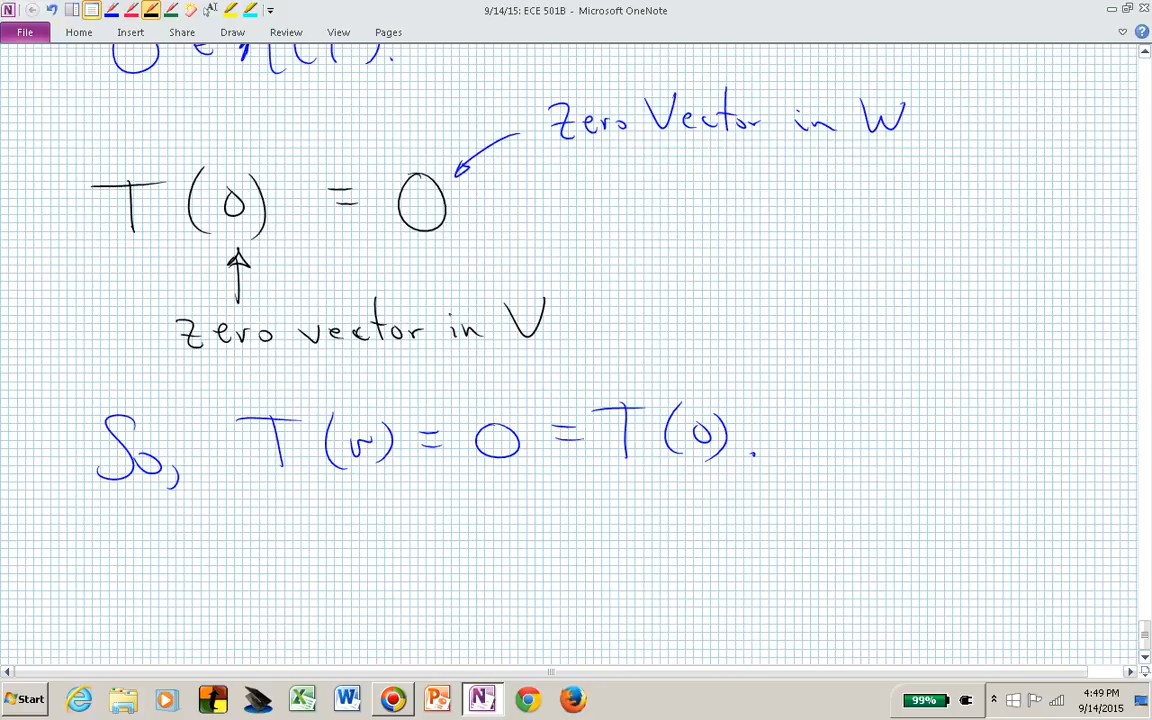 9/14/15: ECE 501B - Microsoft OneNote
File Home Insert Share Draw Review View Pages
Zero Vector in W
T (0) = 0
zero vector in V
So, T (v) = 0 = T (0).
Start
99%
4:49 PM
9/14/2015